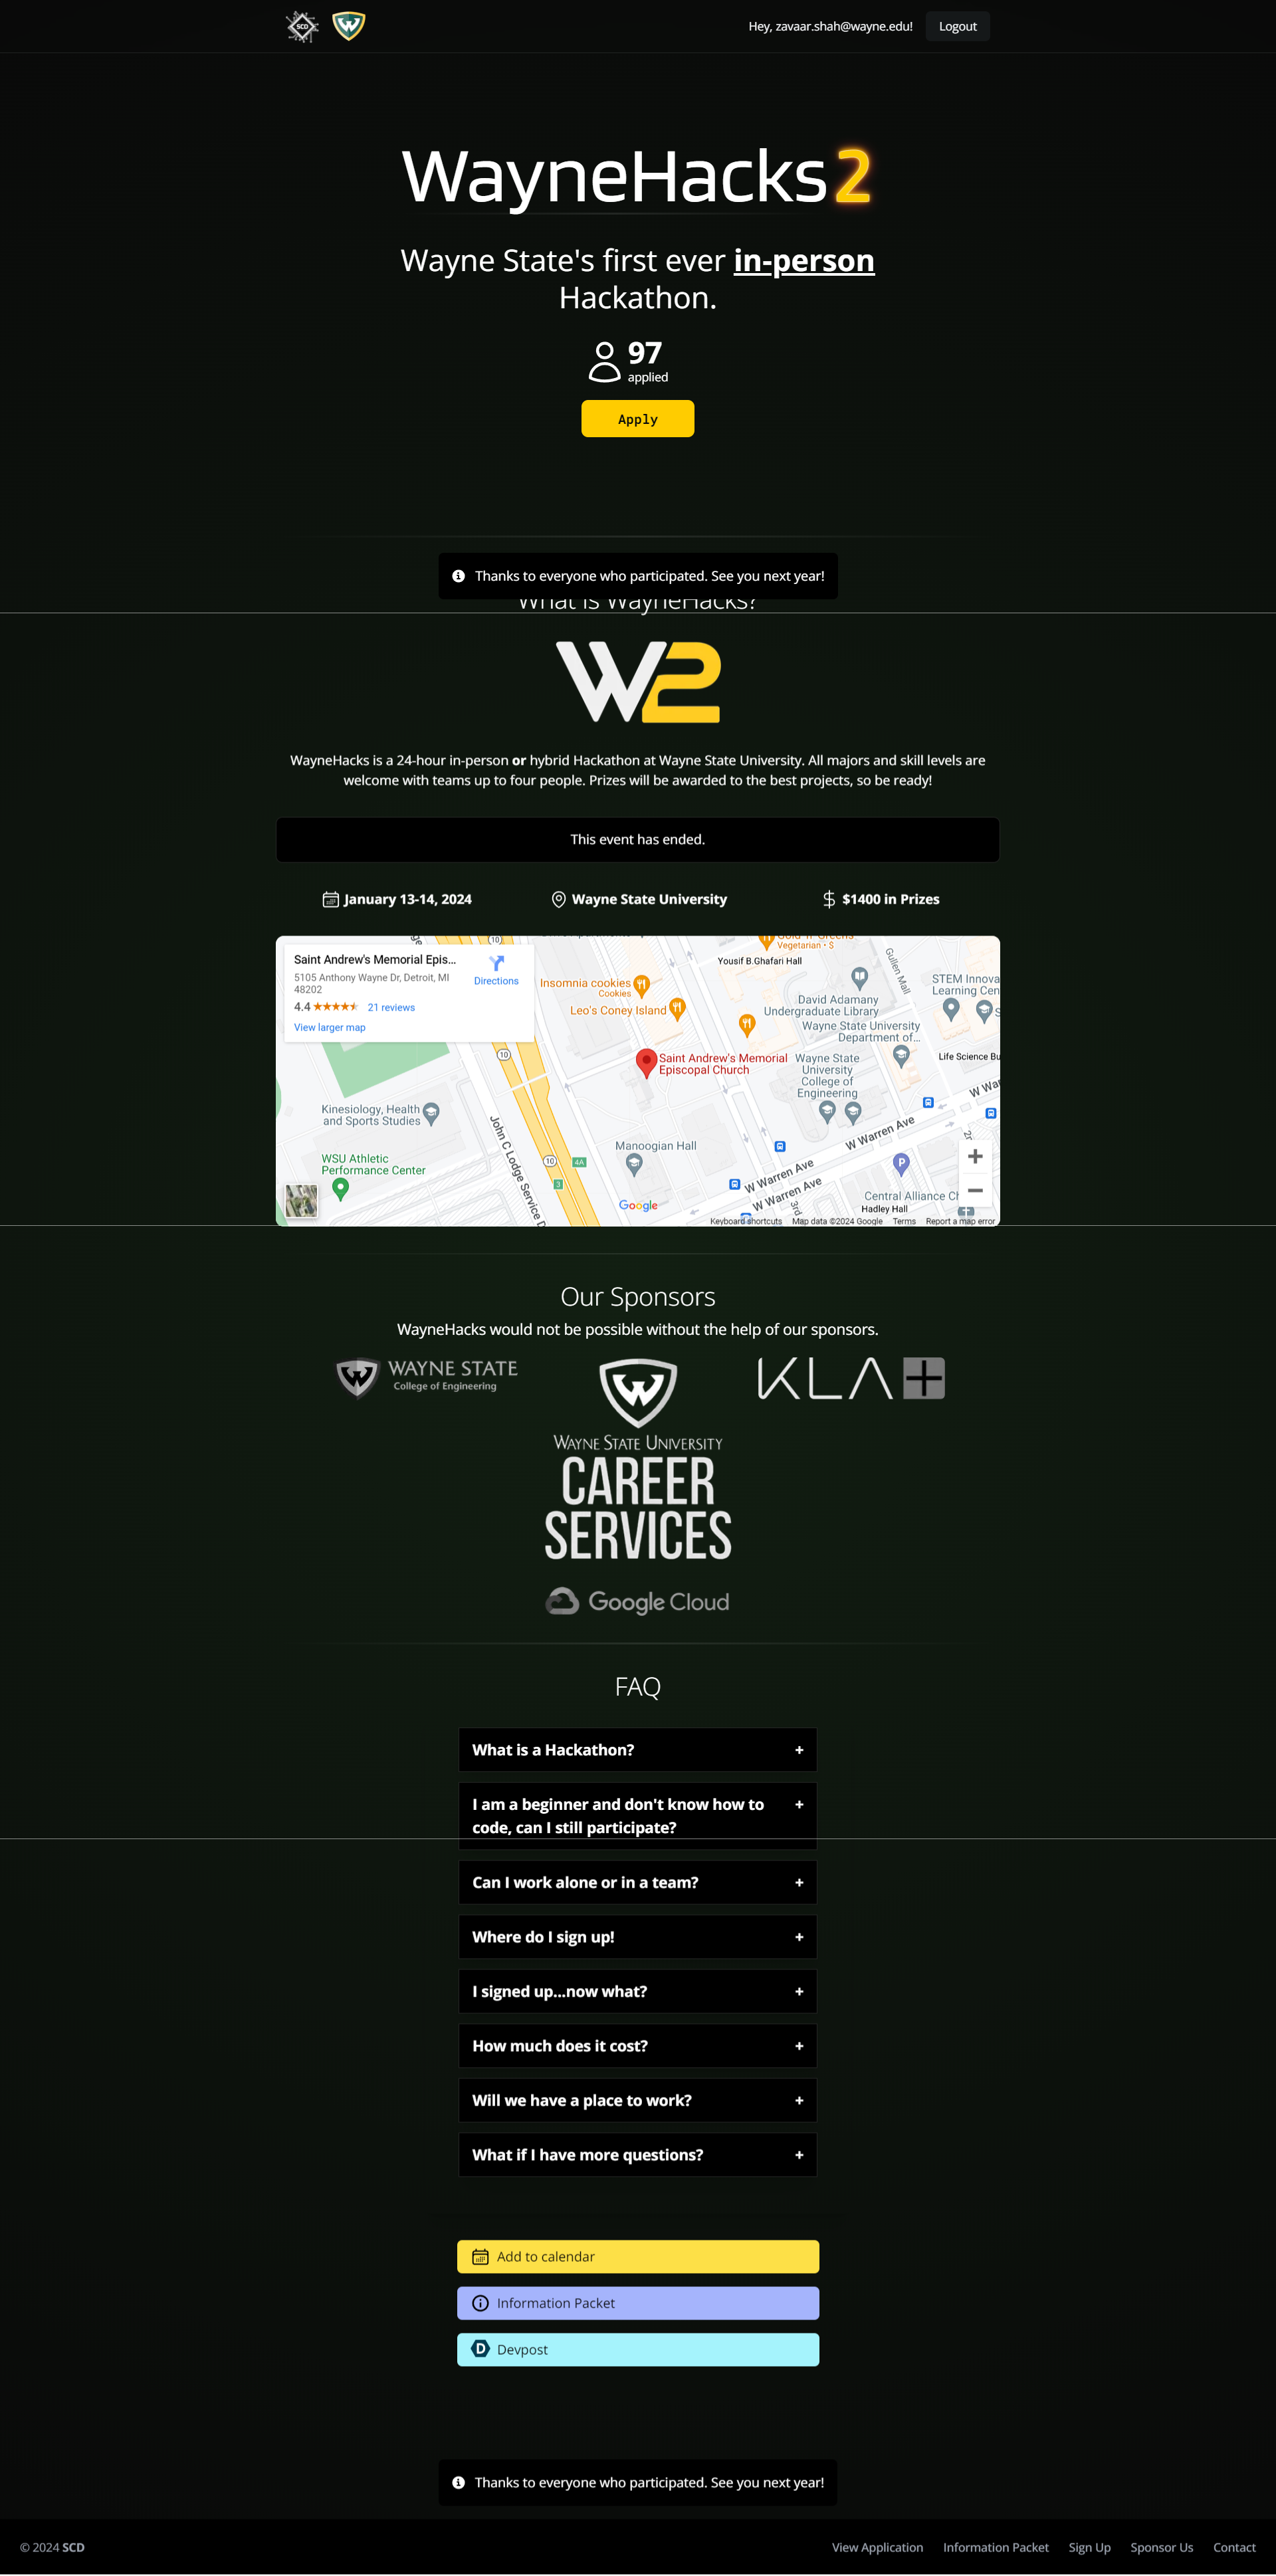 SCD
Hey, zavaar.shah@wayne.edu!
Logout
WayneHacks2
Wayne State's first ever in-person
Hackathon.
97
applied
Apply
Thanks to everyone who participated. See you next year!
What is WayneHacks?
W2
WayneHacks is a 24-hour in-person or hybrid Hackathon at Wayne State University. All majors and skill levels are
welcome with teams up to four people. Prizes will be awarded to the best projects, so be ready!
This event has ended.
January 13-14, 2024
Wayne State University
$1400 in Prizes
Saint Andrew's Memorial Epis...
5105 Anthony Wayne Dr, Detroit, MI
48202
4.4
21 reviews
View larger map
Directions
10
Vegetarian • $
Yousif B.Ghafari Hall
Gullen Mall
Insomnia cookies
Cookies
Leo's Coney Island
David Adamany
Undergraduate Library
STEM Innova
Learning Cen
Wayne State University
Department of...
10
Saint Andrew's Memorial
Episcopal Church
Wayne State
University
College of
Engineering
Life Science Bu
W War
Kinesiology, Health
and Sports Studies
John C Lodge Service D
Manoogian Hall
W Warren Ave
WSU Athletic
Performance Center
10
4A
3
P
W Warren Ave
W Warren Ave
3rd
Central Alliance Ch
Hadley Hall
Google
Keyboard shortcuts
Map data ©2024 Google
Terms
Report a map error
Our Sponsors
WayneHacks would not be possible without the help of our sponsors.
WAYNE STATE
College of Engineering
WAYNE STATE UNIVERSITY
CAREER
SERVICES
KLA+
Google Cloud
FAQ
What is a Hackathon? +
I am a beginner and don't know how to +
code, can I still participate?
Can I work alone or in a team? +
Where do I sign up! +
I signed up...now what? +
How much does it cost? +
Will we have a place to work? +
What if I have more questions? +
Add to calendar
Information Packet
D Devpost
Thanks to everyone who participated. See you next year!
© 2024 SCD
View Application
Information Packet
Sign Up
Sponsor Us
Contact